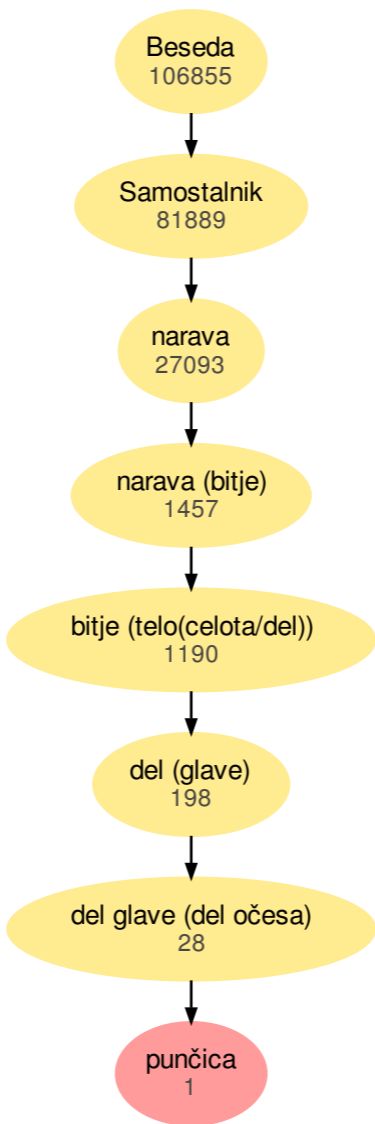 Beseda
106855
Samostalnik
81889
narava
27093
narava (bitje)
1457
bitje (telo(celota/del))
1190
del (glave)
198
del glave (del očesa)
28
punčica
1